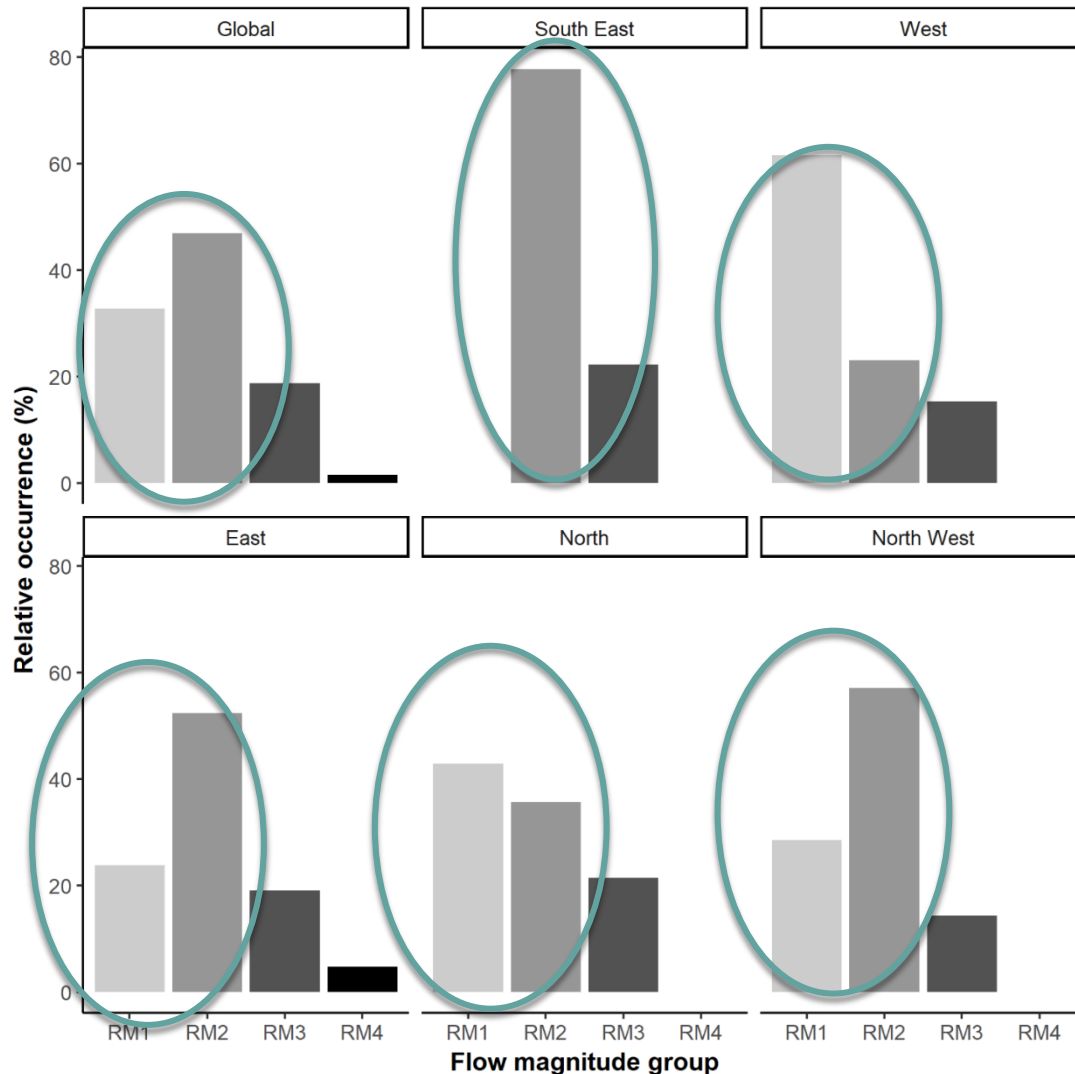 Global South East West
80
60
40
20
0
East North North West
80
60
40
20
0
Relative occurrence (%)
RM1 RM2 RM3 RM4 RM1 RM2 RM3 RM4 RM1 RM2 RM3 RM4
Flow magnitude group